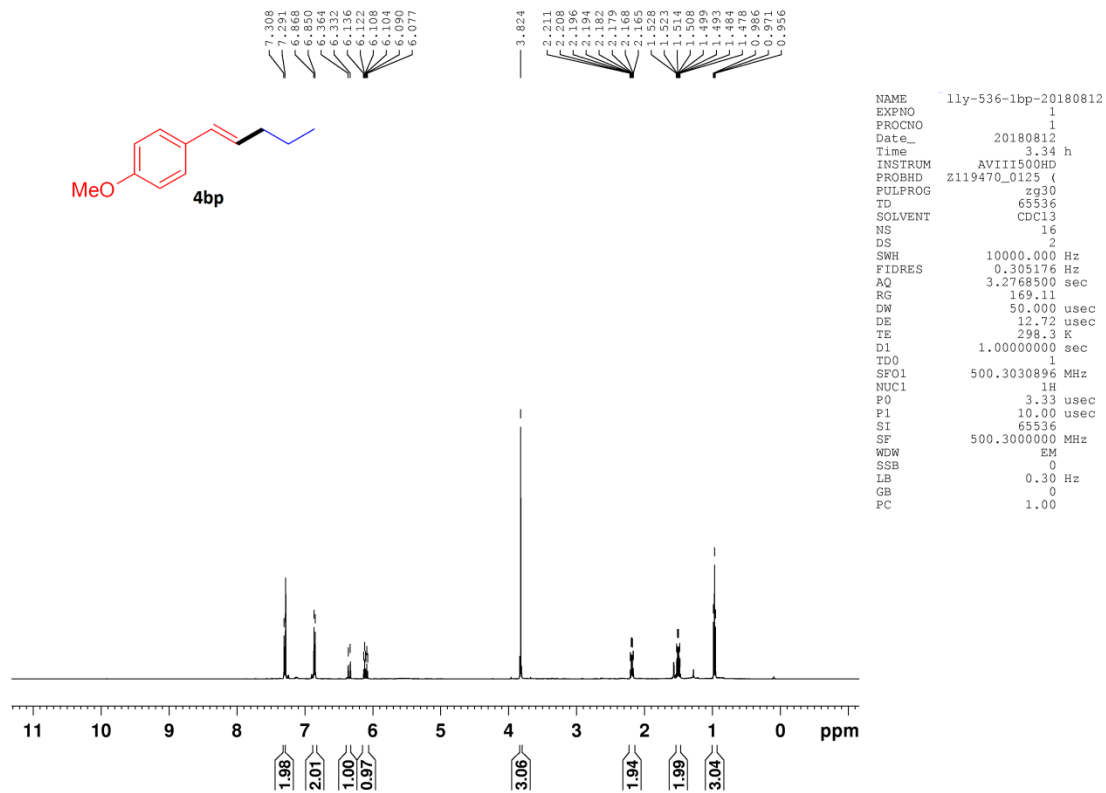 7.308
7.291
6.868
6.850
6.364
6.332
6.136
6.122
6.108
6.104
6.090
6.077
3.824
2.211
2.208
2.196
2.194
2.182
2.179
2.168
2.165
1.528
1.523
1.514
1.508
1.499
1.493
1.484
1.478
0.986
0.971
0.956
MeO
4bp
NAME lly-536-1bp-20180812
EXPNO 1
PROCNO 1
Date_ 20180812
Time 3.34 h
INSTRUM AVIII500HD
PROBHD Z119470_0125 (
PULPROG zg30
TD 65536
SOLVENT CDCl3
NS 16
DS 2
SWH 10000.000 Hz
FIDRES 0.305176 Hz
AQ 3.2768500 sec
RG 169.11
DW 50.000 usec
DE 12.72 usec
TE 298.3 K
D1 1.00000000 sec
TD0 1
SFO1 500.3030896 MHz
NUC1 1H
P0 3.33 usec
P1 10.00 usec
SI 65536
SF 500.3000000 MHz
WDW EM
SSB 0
LB 0.30 Hz
GB 0
PC 1.00
11 10 9 8 7 6 5 4 3 2 1 0 ppm
1.98
2.01
1.00
0.97
3.06
1.94
1.99
3.04